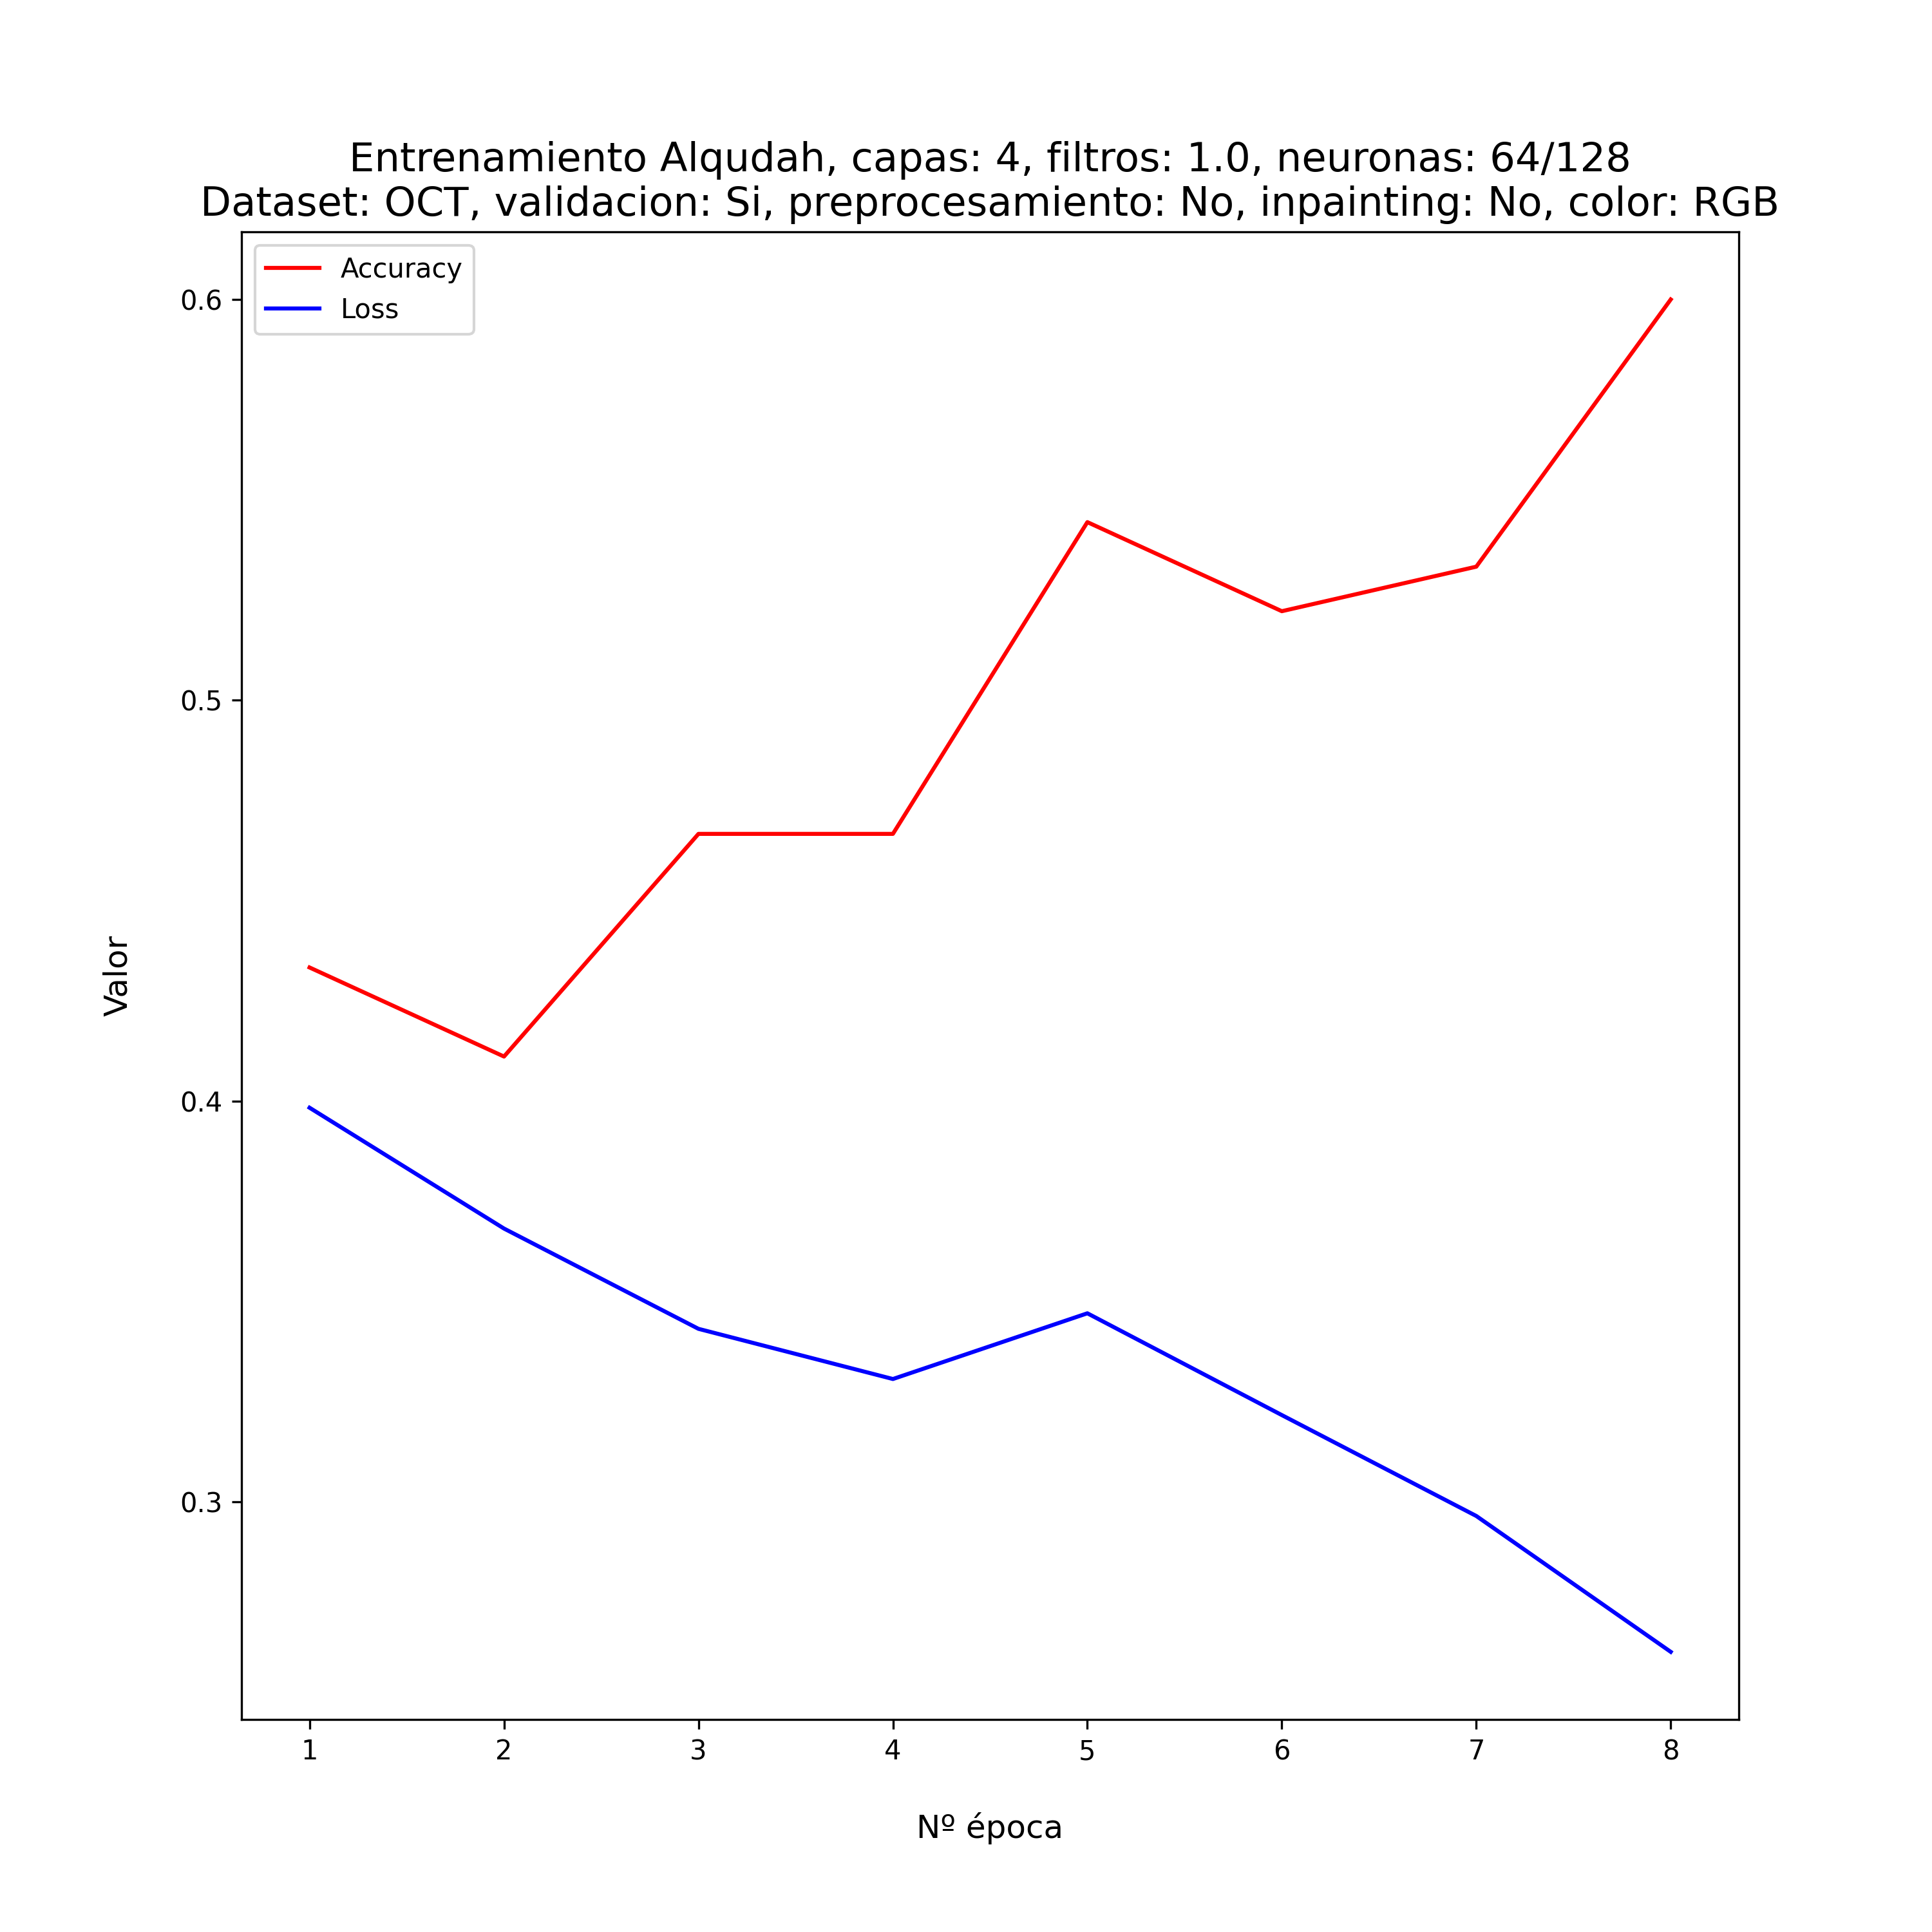 Entrenamiento Alqudah, capas: 4, filtros: 1.0, neuronas: 64/128
Dataset: OCT, validacion: Si, preprocesamiento: No, inpainting: No, color: RGB
Accuracy
Loss
0.6
0.5
0.4
0.3
Valor
1 2 3 4 5 6 7 8
Nº época